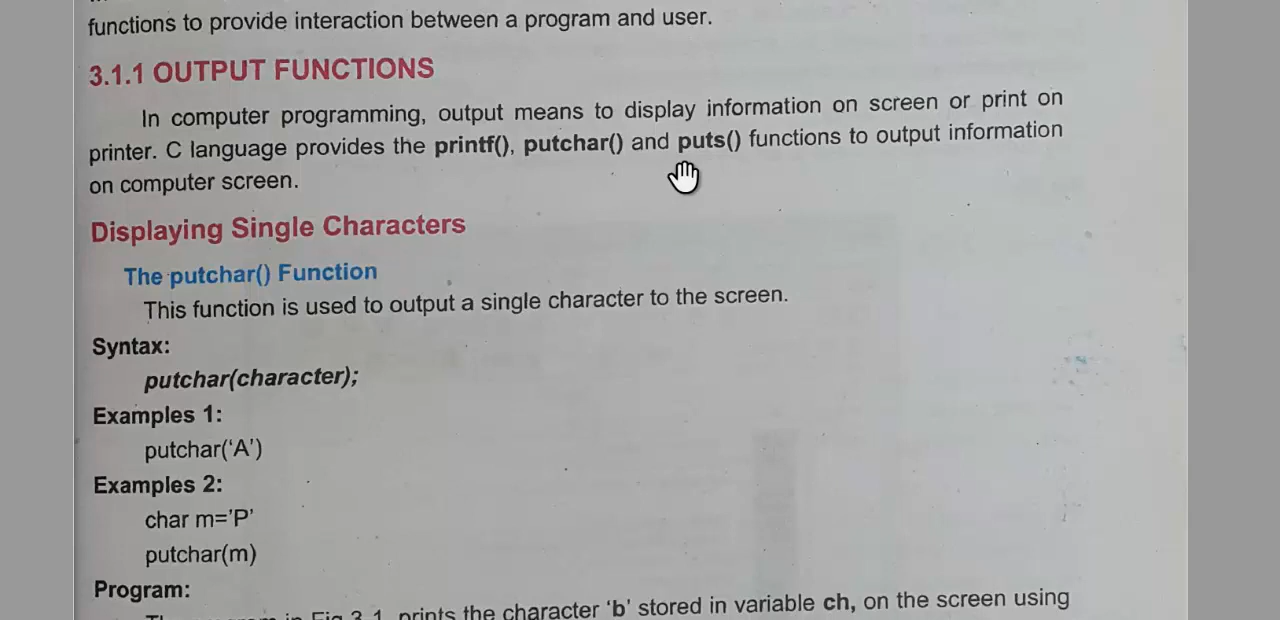 functions to provide interaction between a program and user.
3.1.1 OUTPUT FUNCTIONS
In computer programming, output means to display information on screen or print on
printer. C language provides the printf(), putchar() and puts() functions to output information
on computer screen.
Displaying Single Characters
The putchar() Function
This function is used to output a single character to the screen.
Syntax:
putchar(character);
Examples 1:
putchar(‘A’)
Examples 2:
char m=’P’
putchar(m)
Program:
in Fig 3.1 prints the character ‘b’ stored in variable ch, on the screen using